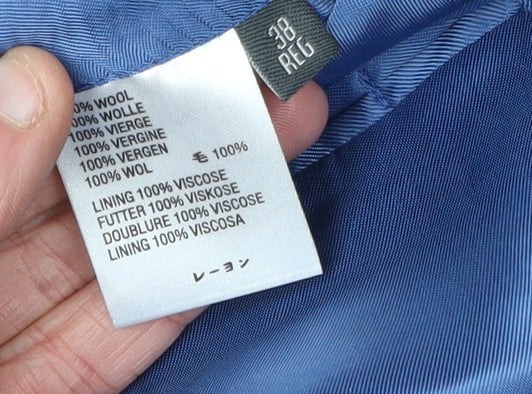 38
REG
0% WOOL
00% WOLLE
100% VIERGE
100% VERGINE
100% VERGEN
100% WOL
毛 100%
LINING 100% VISCOSE
FUTTER 100% VISKOSE
DOUBLURE 100% VISCOSE
LINING 100% VISCOSA
レーヨン